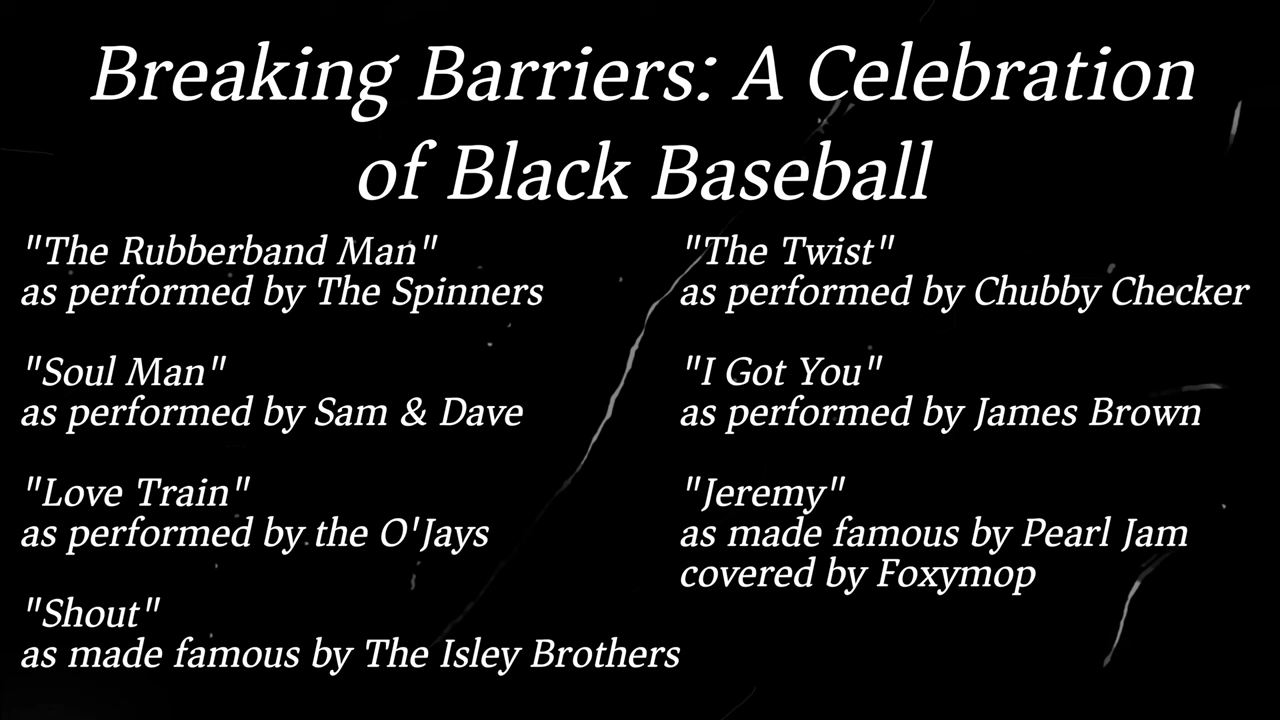 Breaking Barriers: A Celebration
of Black Baseball
"The Rubberband Man"
as performed by The Spinners
"Soul Man"
as performed by Sam & Dave
"Love Train"
as performed by the O'Jays
"Shout"
as made famous by The Isley Brothers
"The Twist"
as performed by Chubby Checker
"I Got You"
as performed by James Brown
"Jeremy"
as made famous by Pearl Jam
covered by Foxymop